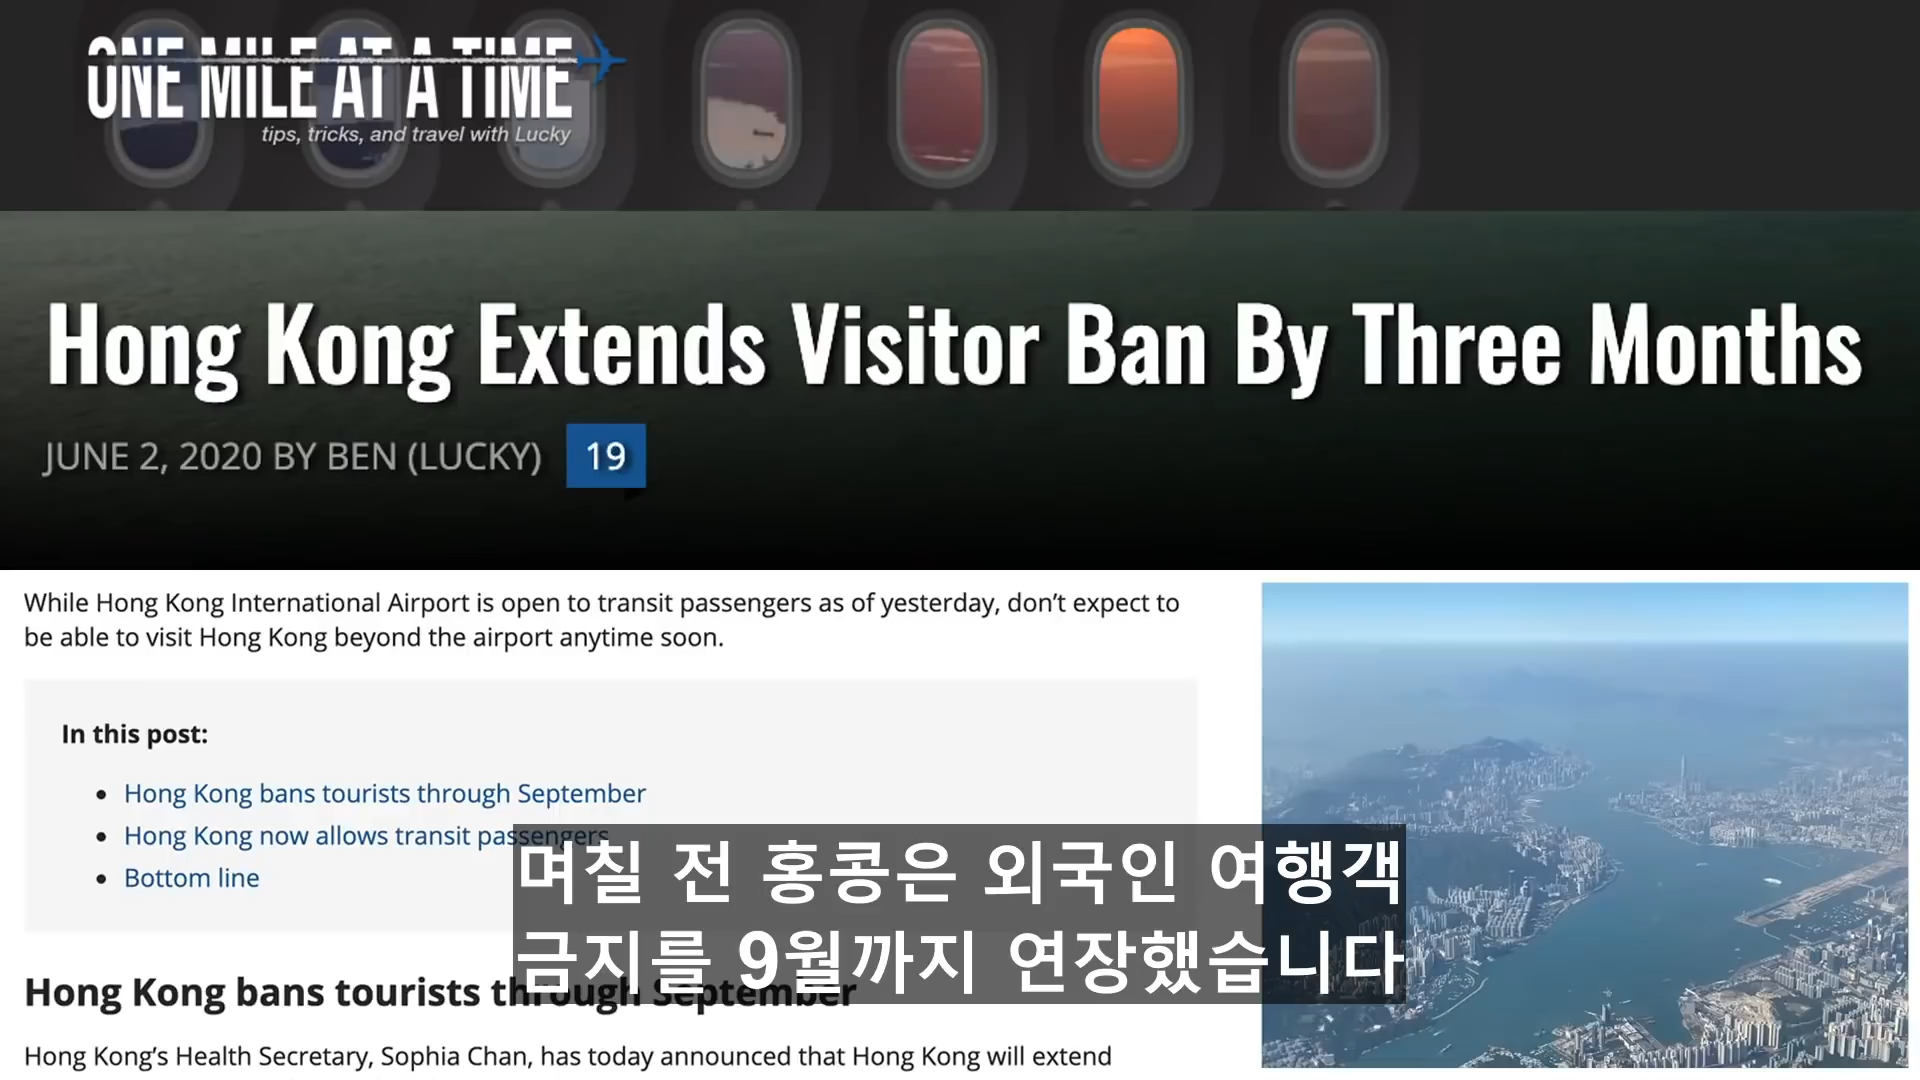 ONE MILE AT A TIME
tips, tricks, and travel with Lucky
Hong Kong Extends Visitor Ban By Three Months
JUNE 2, 2020 BY BEN (LUCKY) 19
While Hong Kong International Airport is open to transit passengers as of yesterday, don’t expect to
be able to visit Hong Kong beyond the airport anytime soon.
In this post:
• Hong Kong bans tourists through September
• Hong Kong now allows transit passengers
• Bottom line
며칠 전 홍콩은 외국인 여행객
금지를 9월까지 연장했습니다
Hong Kong bans tourists through September
Hong Kong’s Health Secretary, Sophia Chan, has today announced that Hong Kong will extend